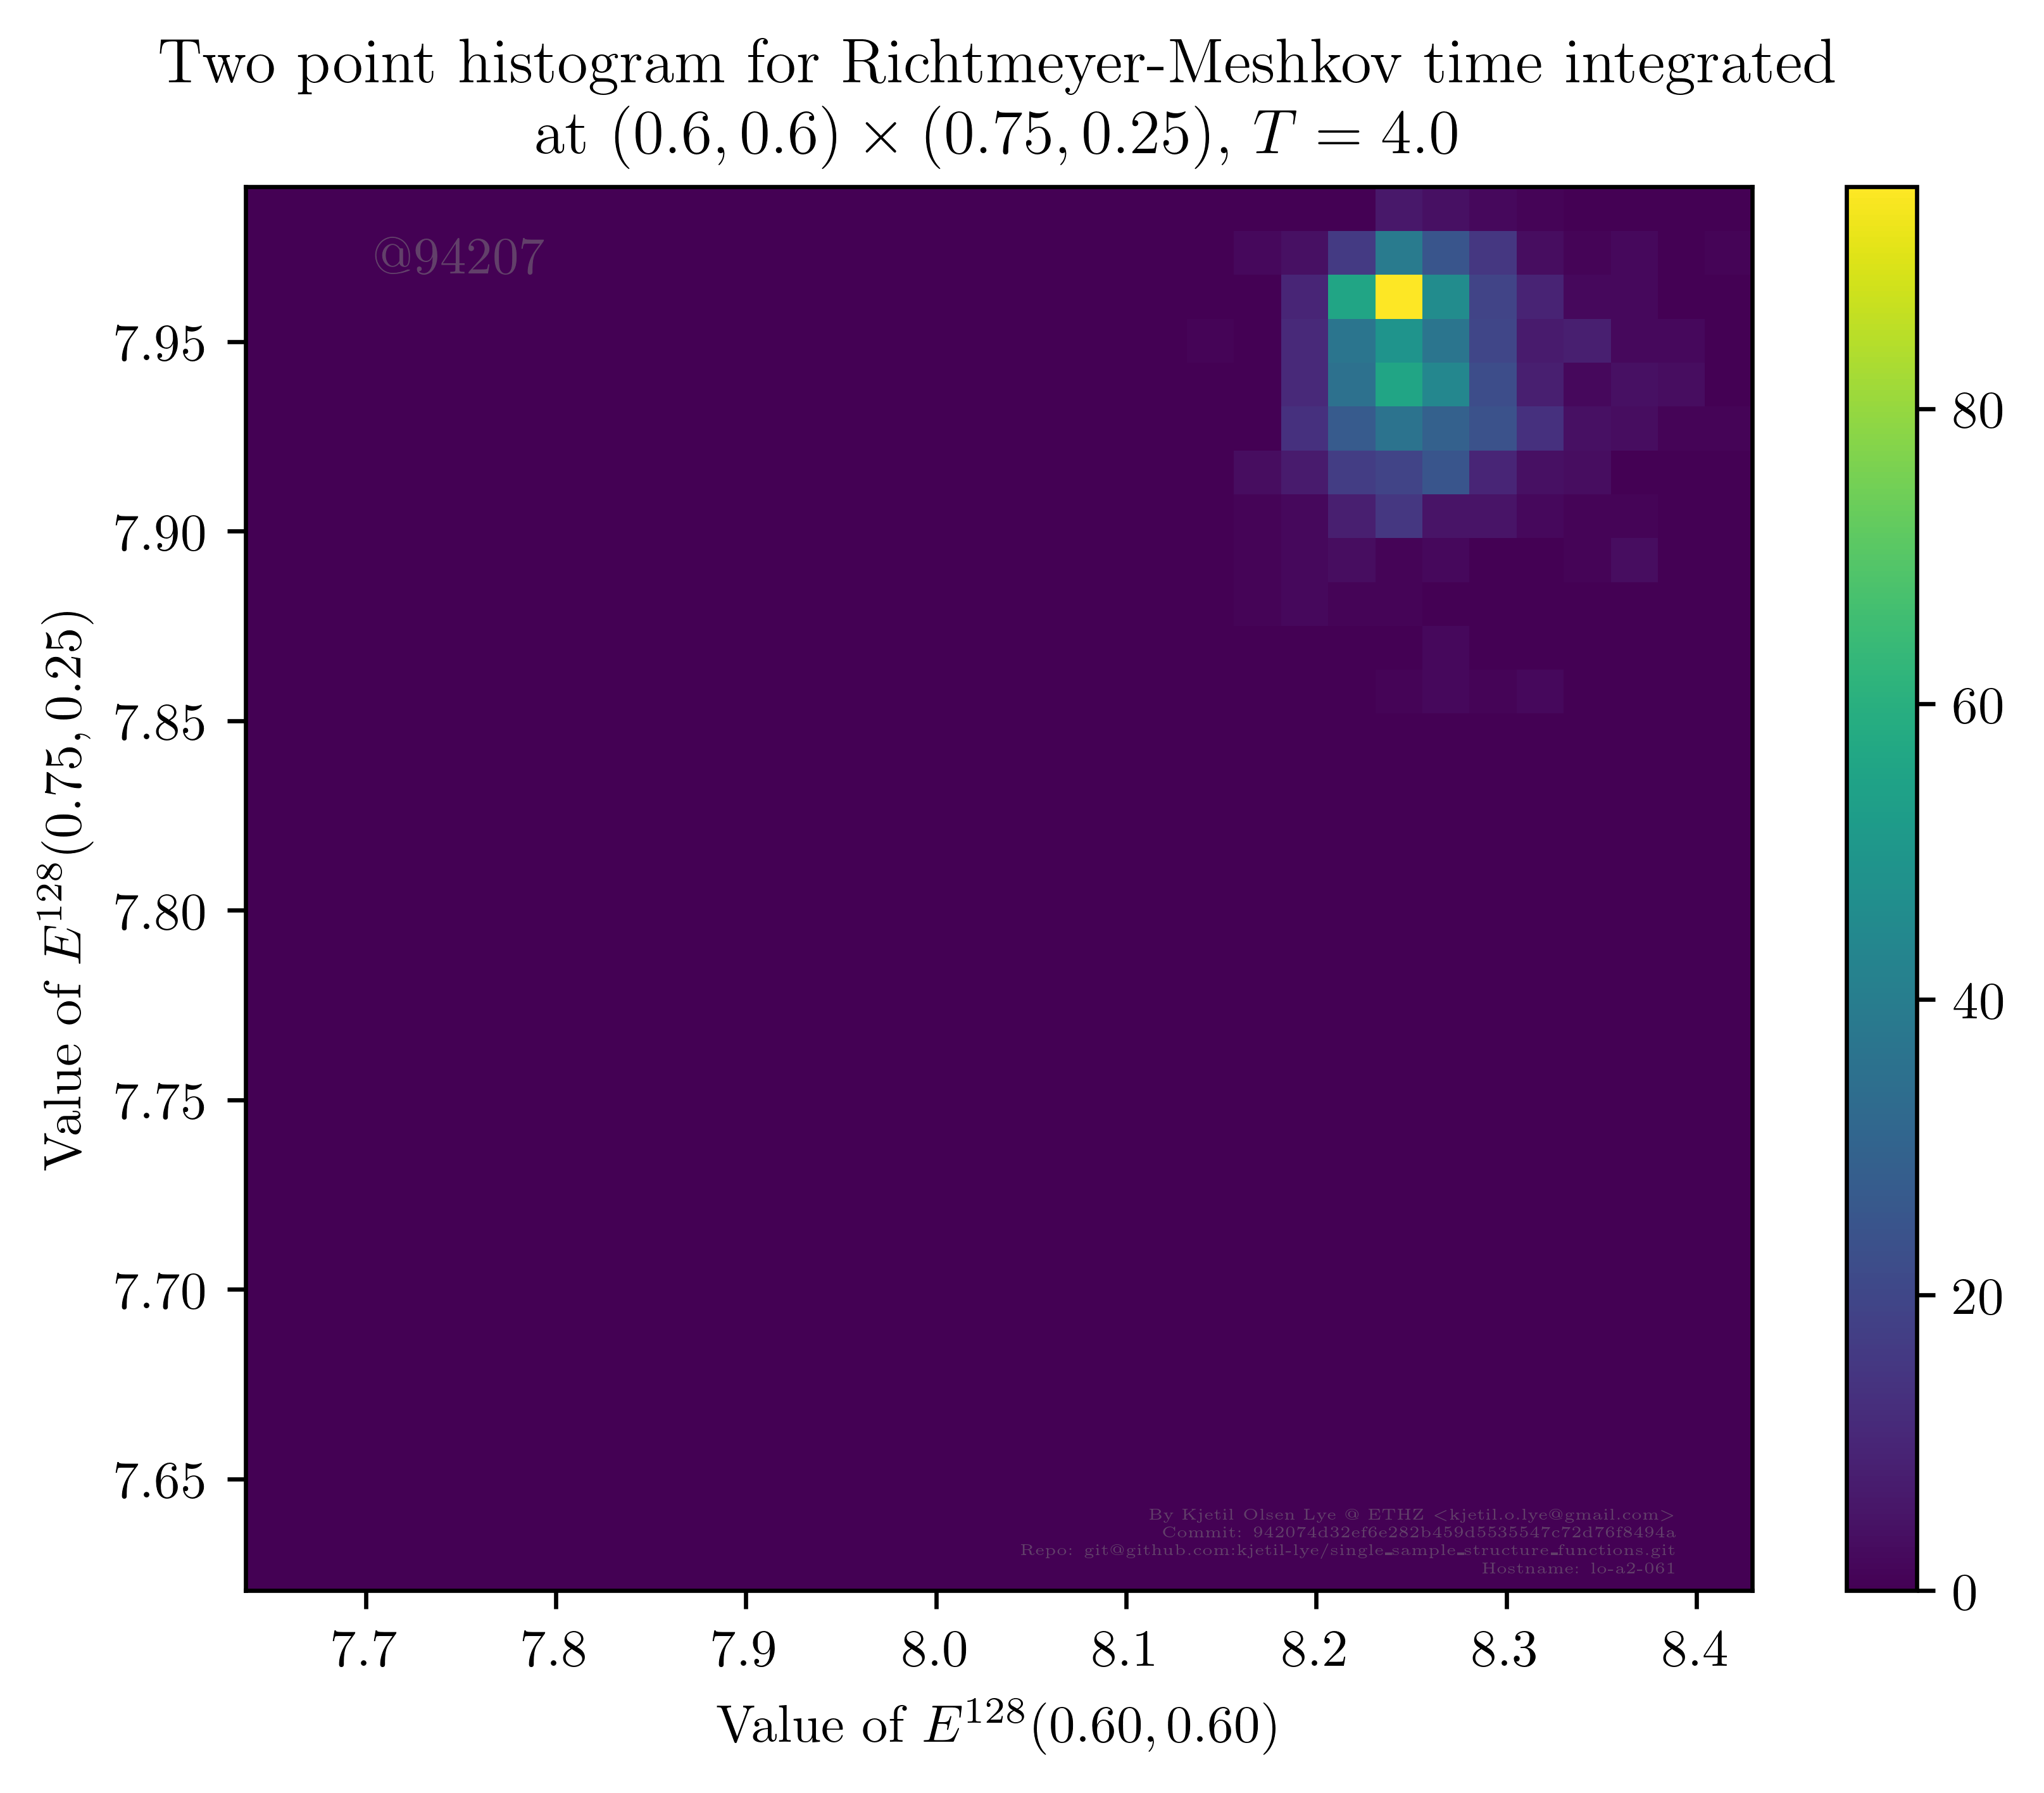 Two point histogram for Richtmeyer-Meshkov time integrated
at (0.6, 0.6) × (0.75, 0.25), T = 4.0
@94207
7.95
7.90
7.85
7.80
7.75
7.70
7.65
Value of E^128(0.75, 0.25)
7.7 7.8 7.9 8.0 8.1 8.2 8.3 8.4
Value of E^128(0.60, 0.60)
80
60
40
20
0
By Kjetil Olsen Lye @ ETHZ <kjetil.o.lye@gmail.com>
Commit: 942074d32ef6e282b459d5535547c72d76f8494a
Repo: git@github.com:kjetil-lye/single_sample_structure_functions.git
Hostname: lo-a2-061